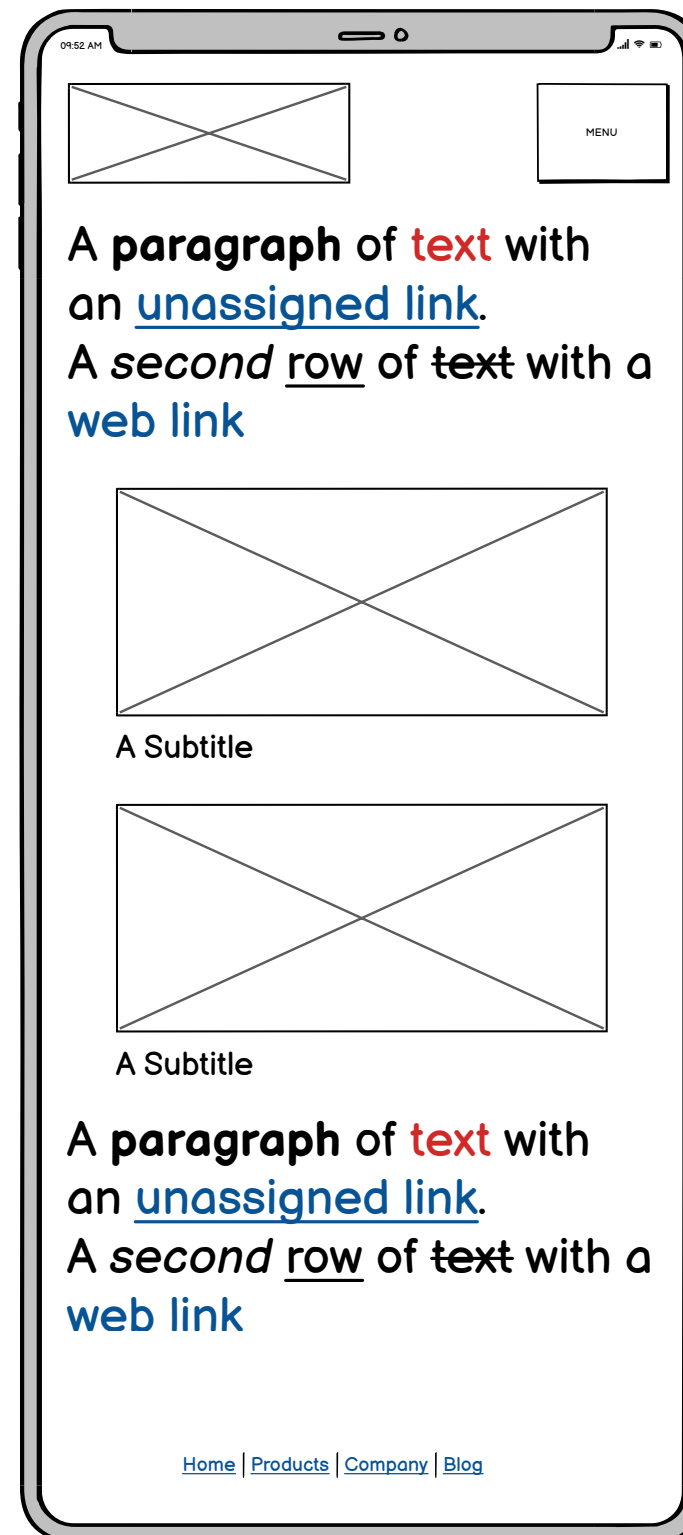 09:52 AM
MENU
A paragraph of text with
an unassigned link.
A second row of text with a
web link
A Subtitle
A Subtitle
A paragraph of text with
an unassigned link.
A second row of text with a
web link
Home | Products | Company | Blog